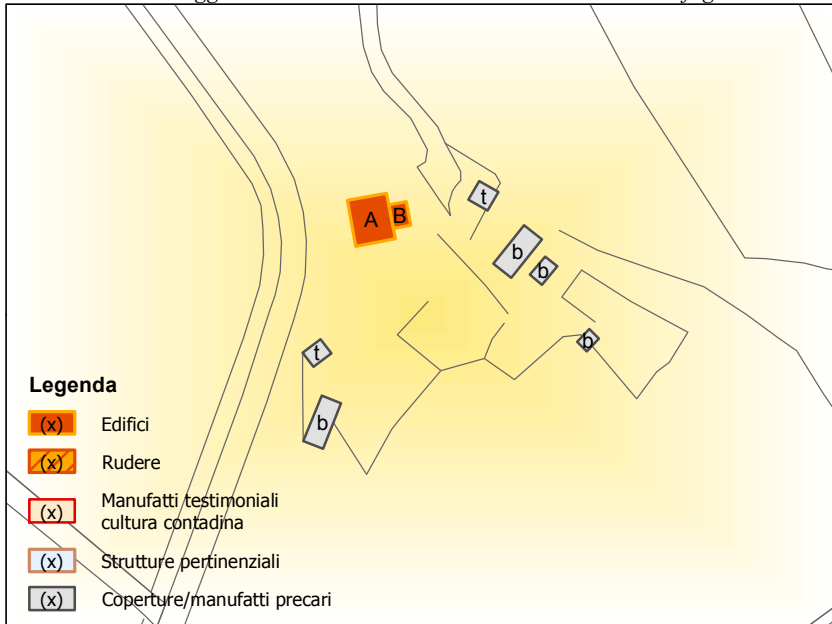 t
A
B
b
b
b
t
b
Legenda
(x) Edifici
(x) Rudere
(x) Manufatti testimoniali
cultura contadina
(x) Strutture pertinenziali
(x) Coperture/manufatti precari